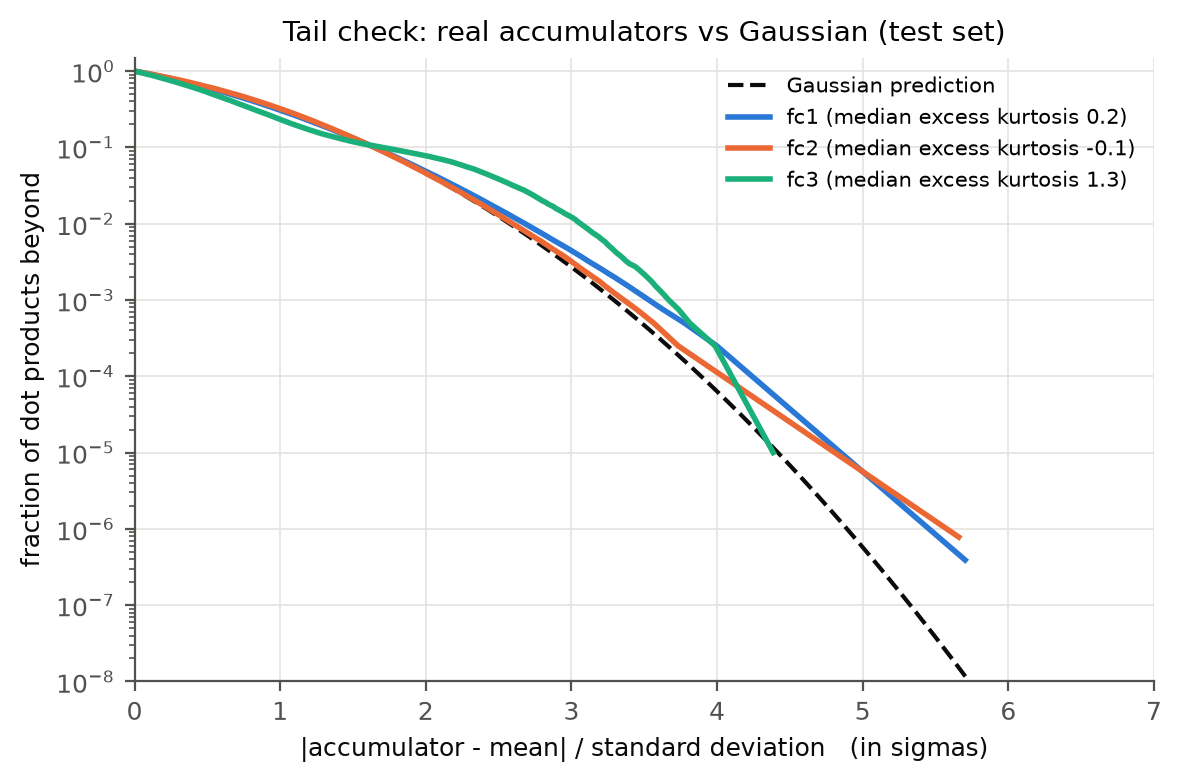 Tail check: real accumulators vs Gaussian (test set)
Gaussian prediction
fc1 (median excess kurtosis 0.2)
fc2 (median excess kurtosis -0.1)
fc3 (median excess kurtosis 1.3)
fraction of dot products beyond
10⁰
10⁻¹
10⁻²
10⁻³
10⁻⁴
10⁻⁵
10⁻⁶
10⁻⁷
10⁻⁸
0 1 2 3 4 5 6 7
|accumulator - mean| / standard deviation (in sigmas)